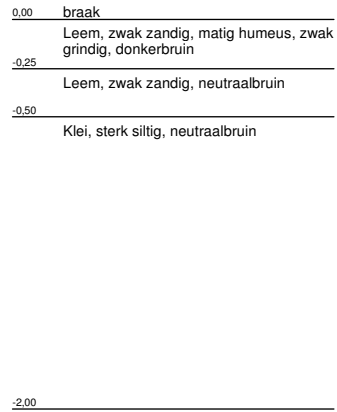 0,00 braak
Leem, zwak zandig, matig humeus, zwak
grindig, donkerbruin
-0,25
Leem, zwak zandig, neutraalbruin
-0,50
Klei, sterk siltig, neutraalbruin
-2,00